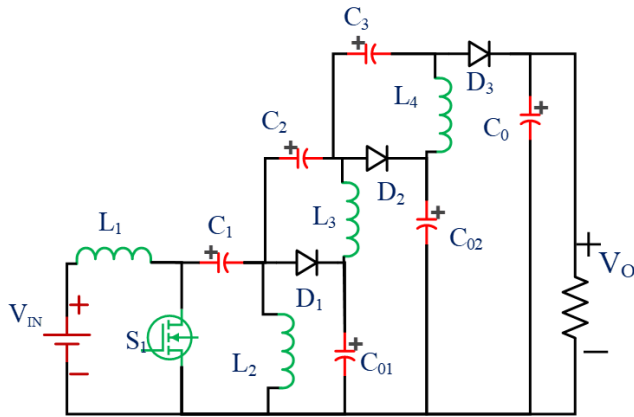 C3
+
D3
L4
C0
+
C2
+
D2
L3
+
C02
L1
C1
+
D1
+
VO
VIN
+
S1
L2
+
C01
−
−